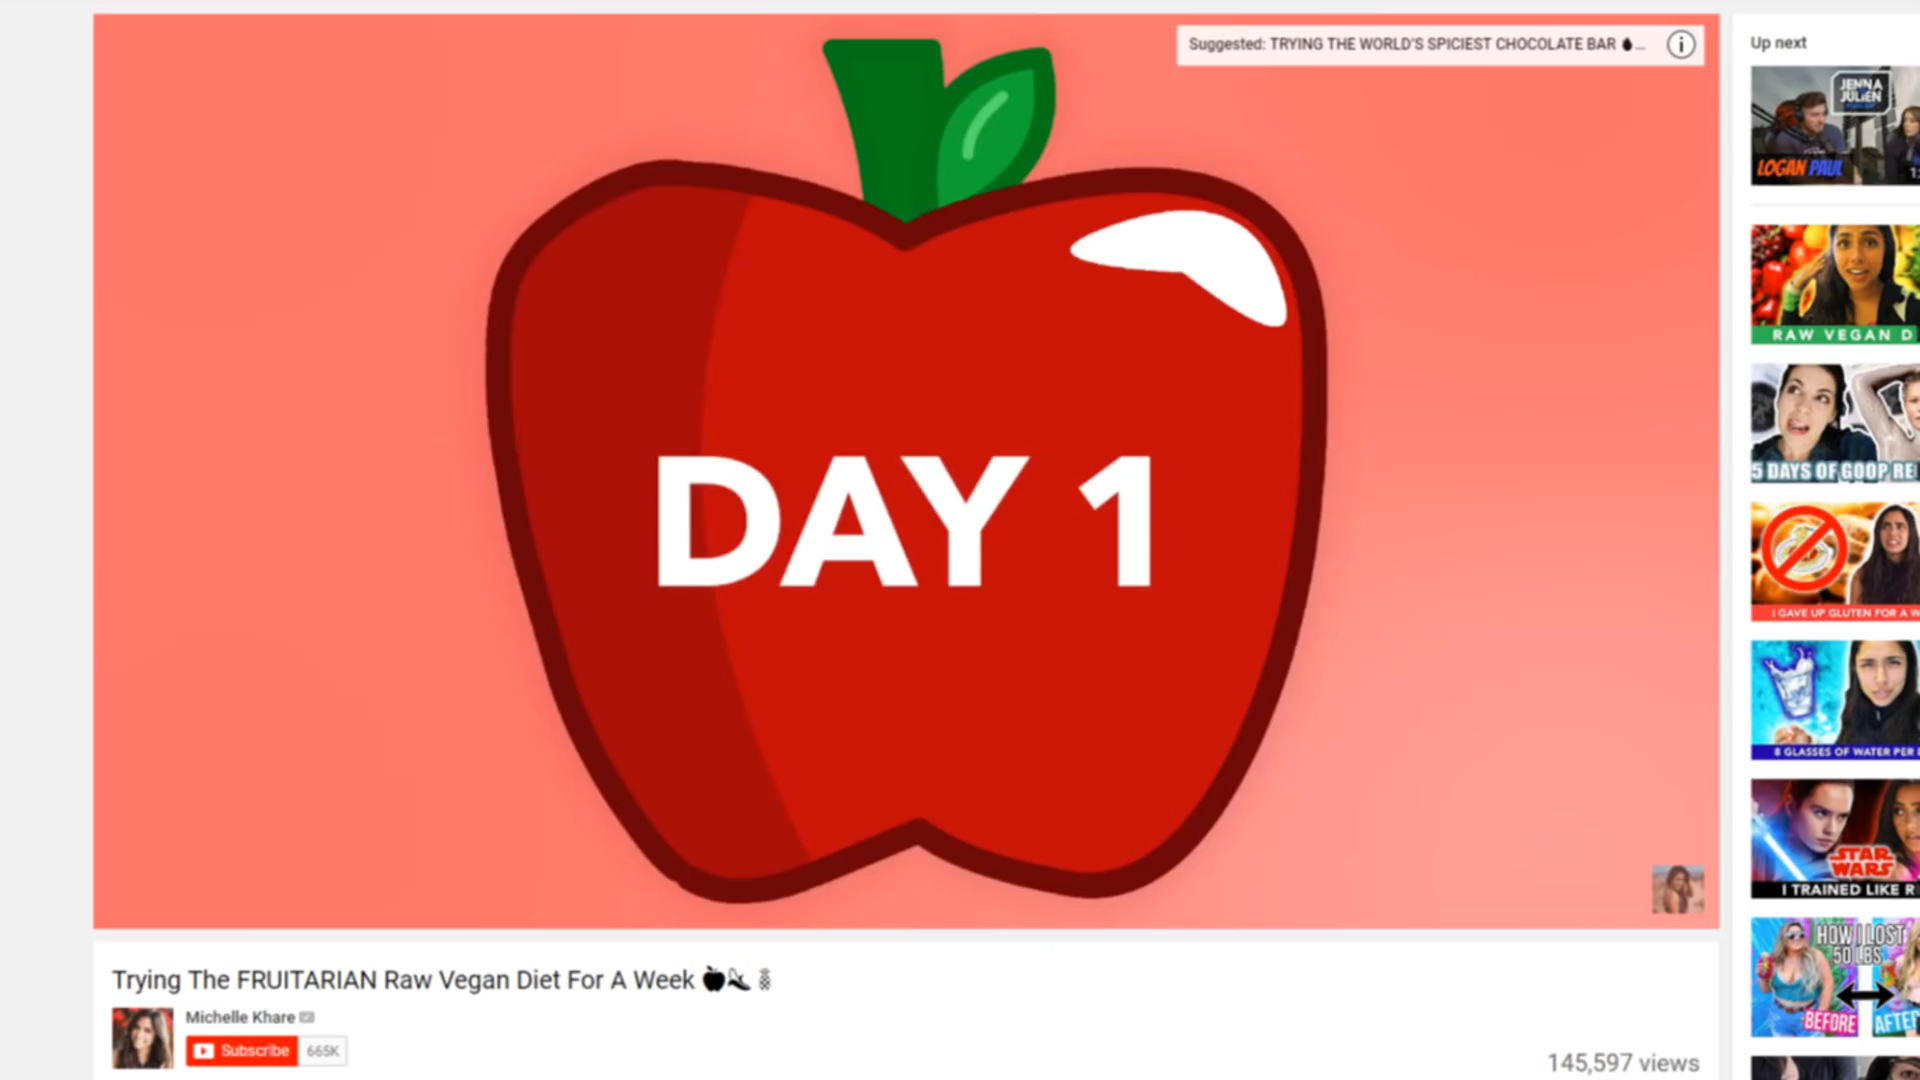 Suggested: TRYING THE WORLD'S SPICIEST CHOCOLATE BAR ...
Up next
JENNA
JULIEN
LOGAN PAUL
DAY 1
RAW VEGAN D
5 DAYS OF GOOP RE
I GAVE UP GLUTEN FOR A W
8 GLASSES OF WATER PER
STAR
WARS
I TRAINED LIKE R
HOW I LOST
50 LBS
BEFORE
AFTER
Trying The FRUITARIAN Raw Vegan Diet For A Week
Michelle Khare
Subscribe 665K
145,597 views